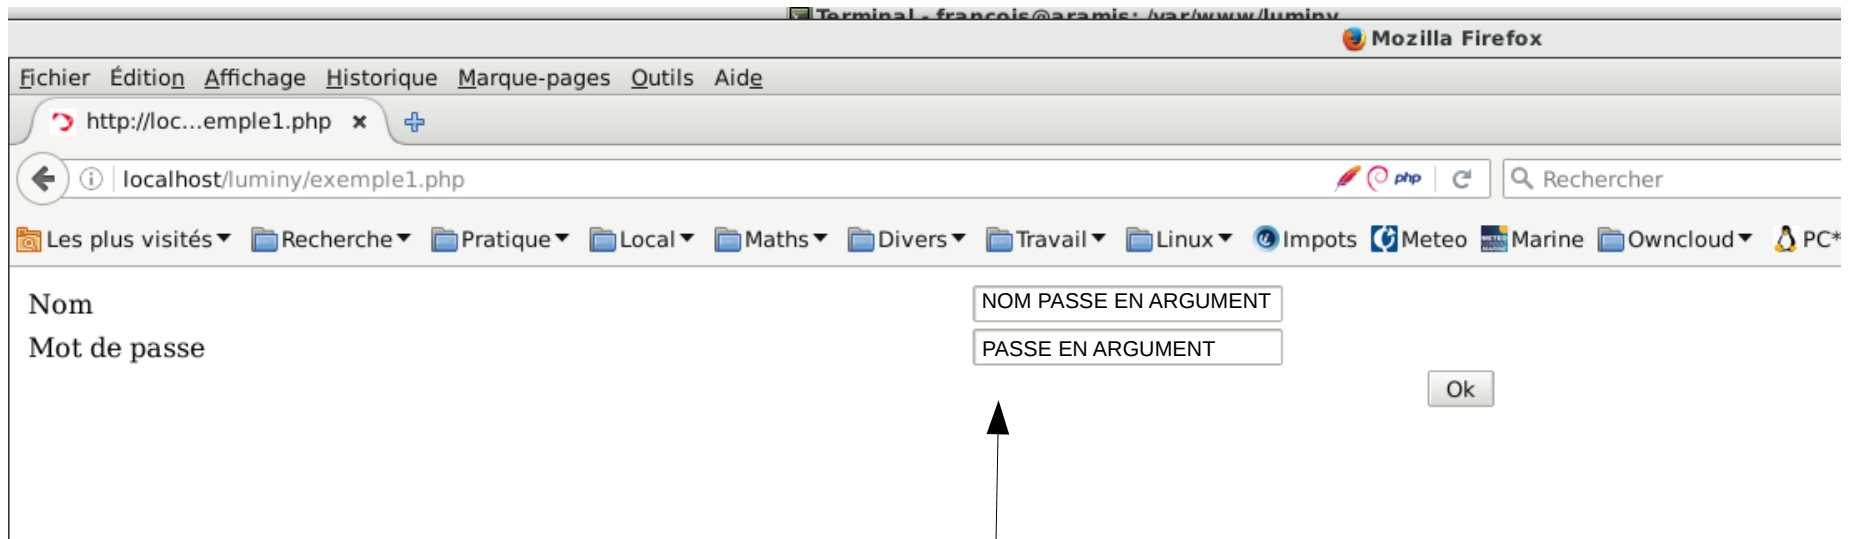 Terminal - francois@aramis: /var/www/luminy
Mozilla Firefox
Fichier Édition Affichage Historique Marque-pages Outils Aide
http://loc...emple1.php
localhost/luminy/exemple1.php php Rechercher
Les plus visités Recherche Pratique Local Maths Divers Travail Linux Impots Meteo Marine Owncloud PC*
Nom NOM PASSE EN ARGUMENT
Mot de passe PASSE EN ARGUMENT
Ok